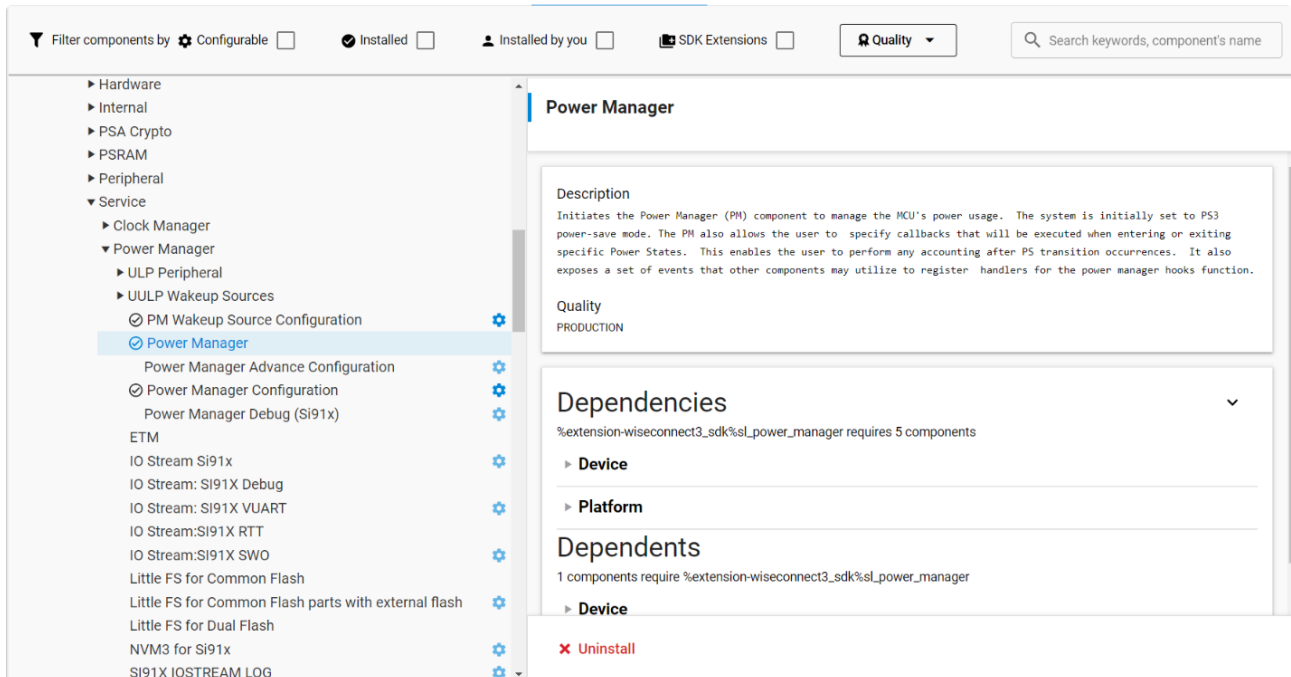 Filter components by Configurable Installed Installed by you SDK Extensions Quality Search keywords, component's name
Hardware
Internal
PSA Crypto
PSRAM
Peripheral
Service
Clock Manager
Power Manager
ULP Peripheral
UULP Wakeup Sources
PM Wakeup Source Configuration
Power Manager
Power Manager Advance Configuration
Power Manager Configuration
Power Manager Debug (Si91x)
ETM
IO Stream Si91x
IO Stream: SI91X Debug
IO Stream: SI91X VUART
IO Stream:SI91X RTT
IO Stream:SI91X SWO
Little FS for Common Flash
Little FS for Common Flash parts with external flash
Little FS for Dual Flash
NVM3 for Si91x
SI91X IOSTREAM LOG
Power Manager
Description
Initiates the Power Manager (PM) component to manage the MCU's power usage. The system is initially set to PS3
power-save mode. The PM also allows the user to specify callbacks that will be executed when entering or exiting
specific Power States. This enables the user to perform any accounting after PS transition occurrences. It also
exposes a set of events that other components may utilize to register handlers for the power manager hooks function.
Quality
PRODUCTION
Dependencies
%extension-wiseconnect3_sdk%sl_power_manager requires 5 components
Device
Platform
Dependents
1 components require %extension-wiseconnect3_sdk%sl_power_manager
Device
Uninstall